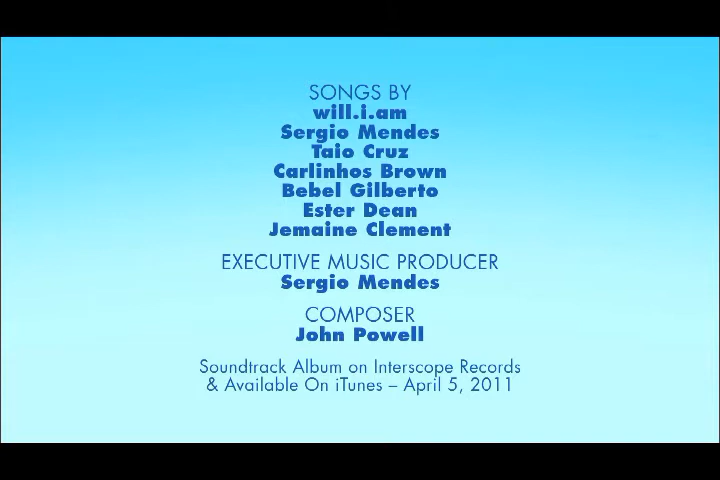 SONGS BY
will.i.am
Sergio Mendes
Taio Cruz
Carlinhos Brown
Bebel Gilberto
Ester Dean
Jemaine Clement
EXECUTIVE MUSIC PRODUCER
Sergio Mendes
COMPOSER
John Powell
Soundtrack Album on Interscope Records
& Available On iTunes – April 5, 2011